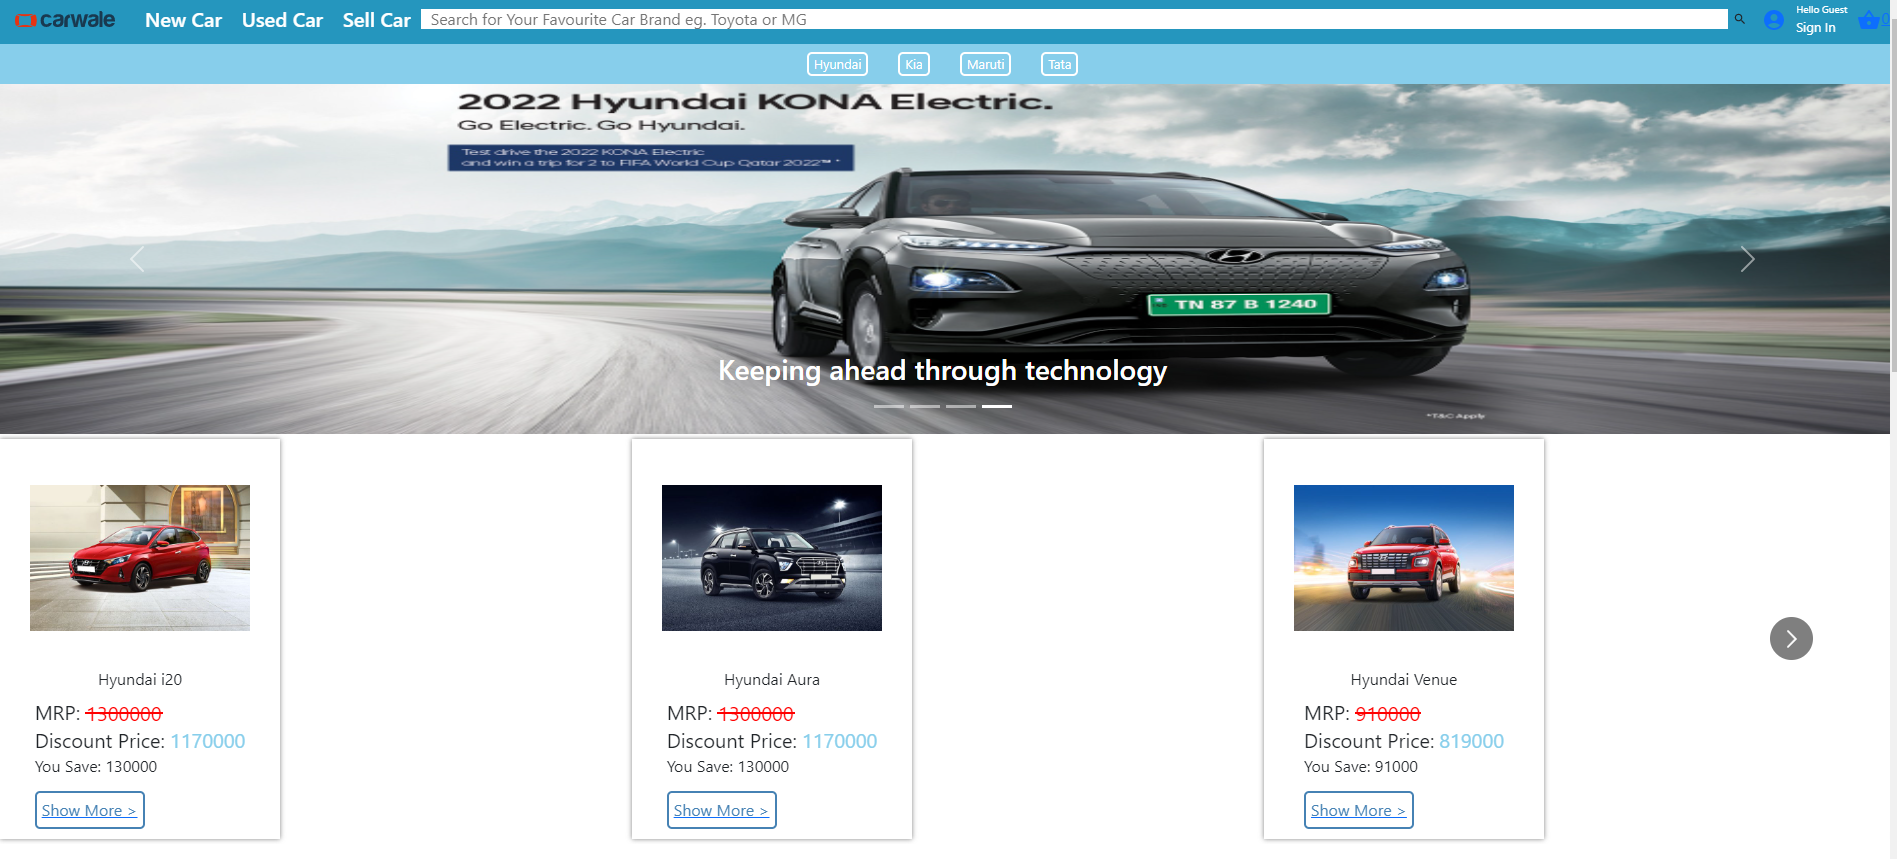 carwale New Car Used Car Sell Car Search for Your Favourite Car Brand eg. Toyota or MG Hello Guest
Sign In 0
Hyundai Kia Maruti Tata
2022 Hyundai KONA Electric.
Go Electric. Go Hyundai.
Test drive the 2022 KONA Electric
and win a trip for 2 to FIFA World Cup Qatar 2022™ *
TN 87 B 1240
Keeping ahead through technology
*T&C Apply
Hyundai i20
MRP: 1300000
Discount Price: 1170000
You Save: 130000
Show More >
Hyundai Aura
MRP: 1300000
Discount Price: 1170000
You Save: 130000
Show More >
Hyundai Venue
MRP: 910000
Discount Price: 819000
You Save: 91000
Show More >